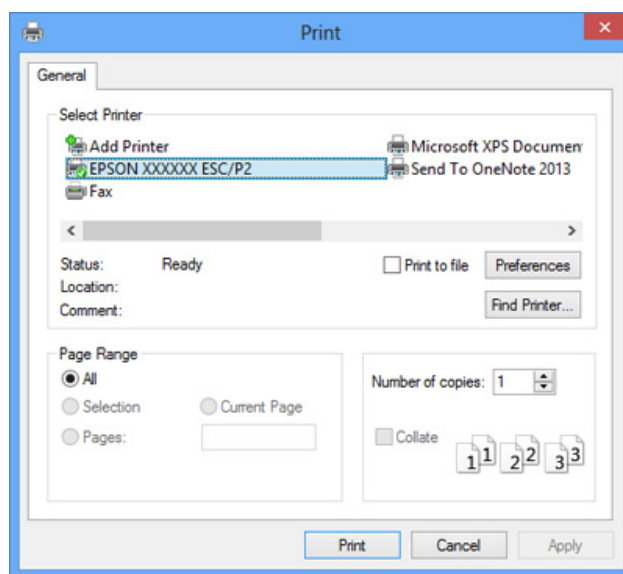 Print
General
Select Printer
Add Printer
Microsoft XPS Documen
EPSON XXXXXX ESC/P2
Send To OneNote 2013
Fax
Status: Ready
Print to file
Preferences
Location:
Comment:
Find Printer...
Page Range
All
Number of copies: 1
Selection
Current Page
Pages:
Collate
1 1 2 2 3 3
Print
Cancel
Apply